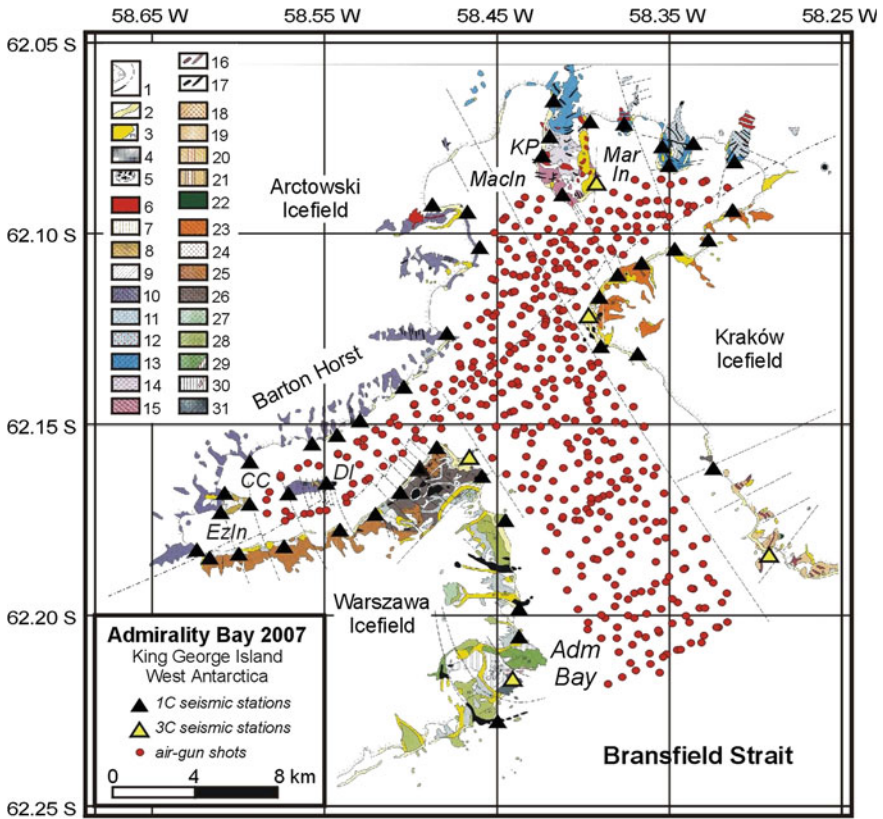 58.65 W 58.55 W 58.45 W 58.35 W 58.25 W
62.05 S
62.10 S
62.15 S
62.20 S
62.25 S
1
2
3
4
5
6
7
8
9
10
11
12
13
14
15
16
17
18
19
20
21
22
23
24
25
26
27
28
29
30
31
KP
MacIn
Mar
In
Arctowski
Icefield
Kraków
Icefield
Barton Horst
CC
DI
EzIn
Warszawa
Icefield
Adm
Bay
Bransfield Strait
Admirality Bay 2007
King George Island
West Antarctica
1C seismic stations
3C seismic stations
air-gun shots
0 4 8 km